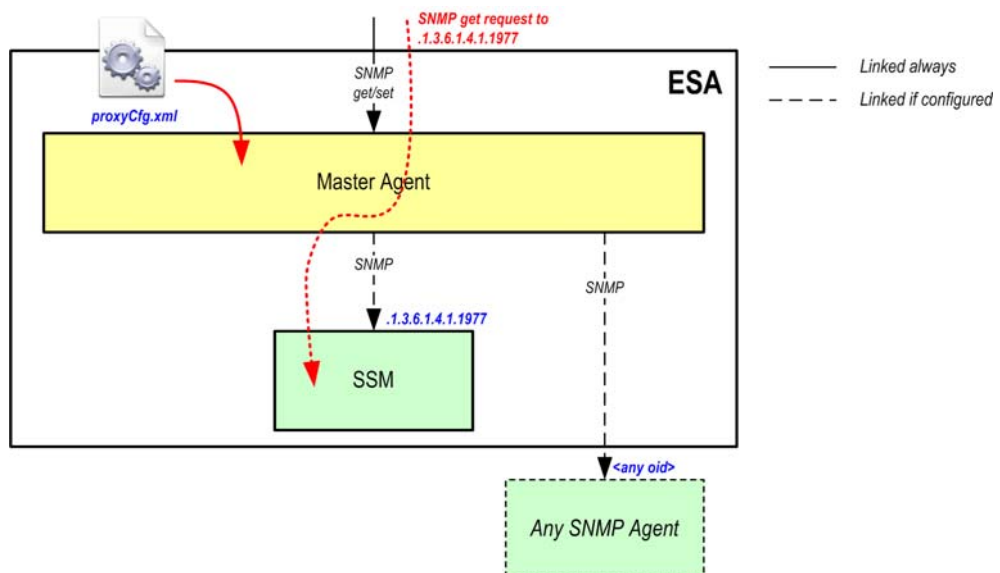 SNMP get request to
.1.3.6.1.4.1.1977
ESA
Linked always
Linked if configured
SNMP
get/set
proxyCfg.xml
Master Agent
SNMP
SNMP
.1.3.6.1.4.1.1977
SSM
<any oid>
Any SNMP Agent